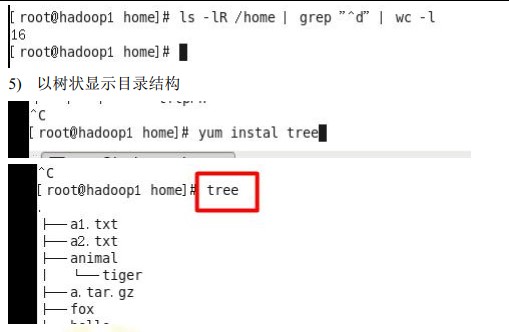 [ root@hadoop1 home]# ls -lR /home | grep "^d" | wc -l
16
[ root@hadoop1 home]#
5) 以树状显示目录结构
^C
[ root@hadoop1 home]# yum instal tree
^C
[ root@hadoop1 home]# tree
.
├──a1.txt
├──a2.txt
├──animal
│ └──tiger
├──a.tar.gz
├──fox